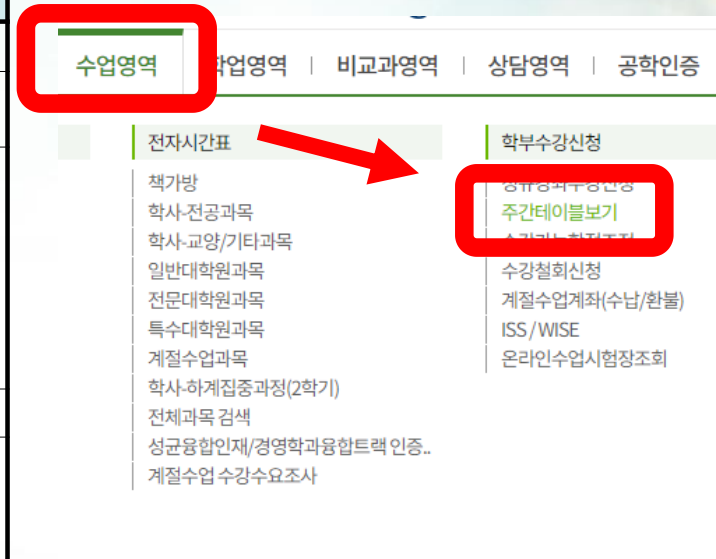 수업영역 학업영역 비교과영역 상담영역 공학인증
전자시간표
책가방
학사-전공과목
학사-교양/기타과목
일반대학원과목
전문대학원과목
특수대학원과목
계절수업과목
학사-하계집중과정(2학기)
전체과목 검색
성균융합인재/경영학과융합트랙 인증..
계절수업 수강수요조사
학부수강신청
주간테이블보기
수강철회신청
계절수업계좌(수납/환불)
ISS / WISE
온라인수업시험장조회